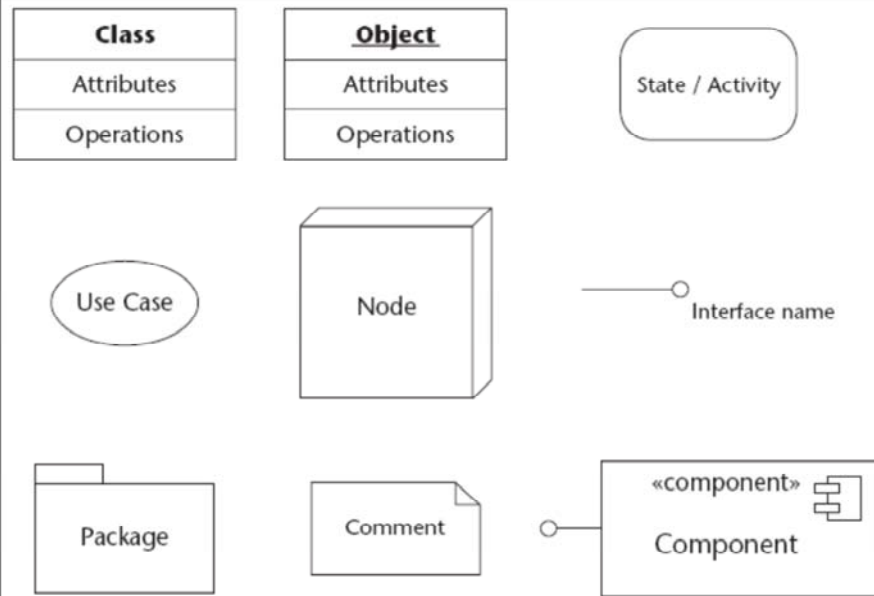 Class
Attributes
Operations
Object
Attributes
Operations
State / Activity
Use Case
Node
Interface name
Package
Comment
«component»
Component